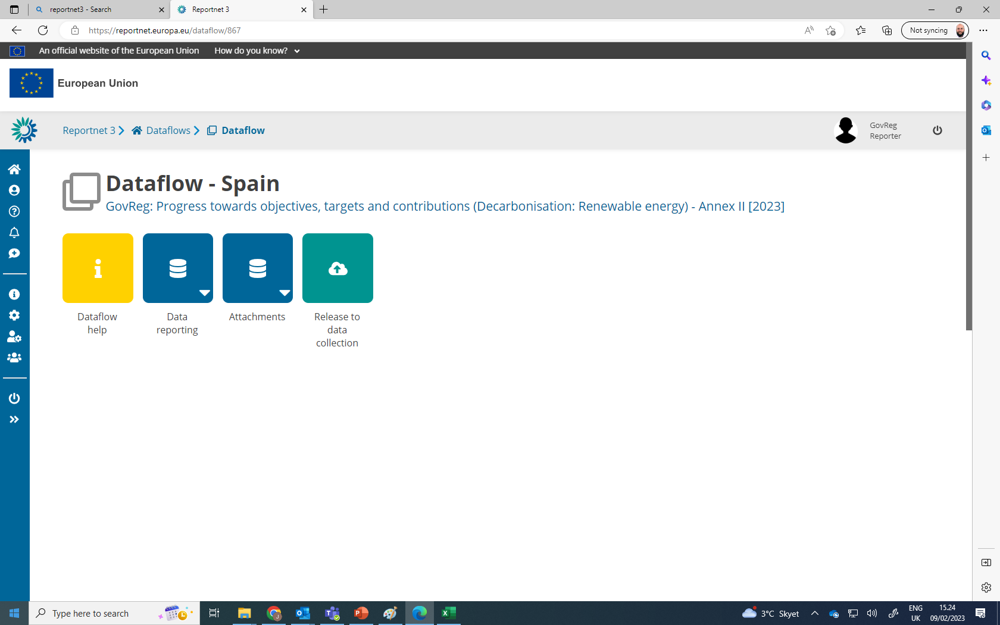 reportnet3 - Search
Reportnet 3
https://reportnet.europa.eu/dataflow/867
Not syncing
An official website of the European Union How do you know?
European Union
Reportnet 3 Dataflows Dataflow
GovReg
Reporter
Dataflow - Spain
GovReg: Progress towards objectives, targets and contributions (Decarbonisation: Renewable energy) - Annex II [2023]
Dataflow
help
Data
reporting
Attachments
Release to
data
collection
Type here to search
3°C Skyet
ENG
UK
15.24
09/02/2023